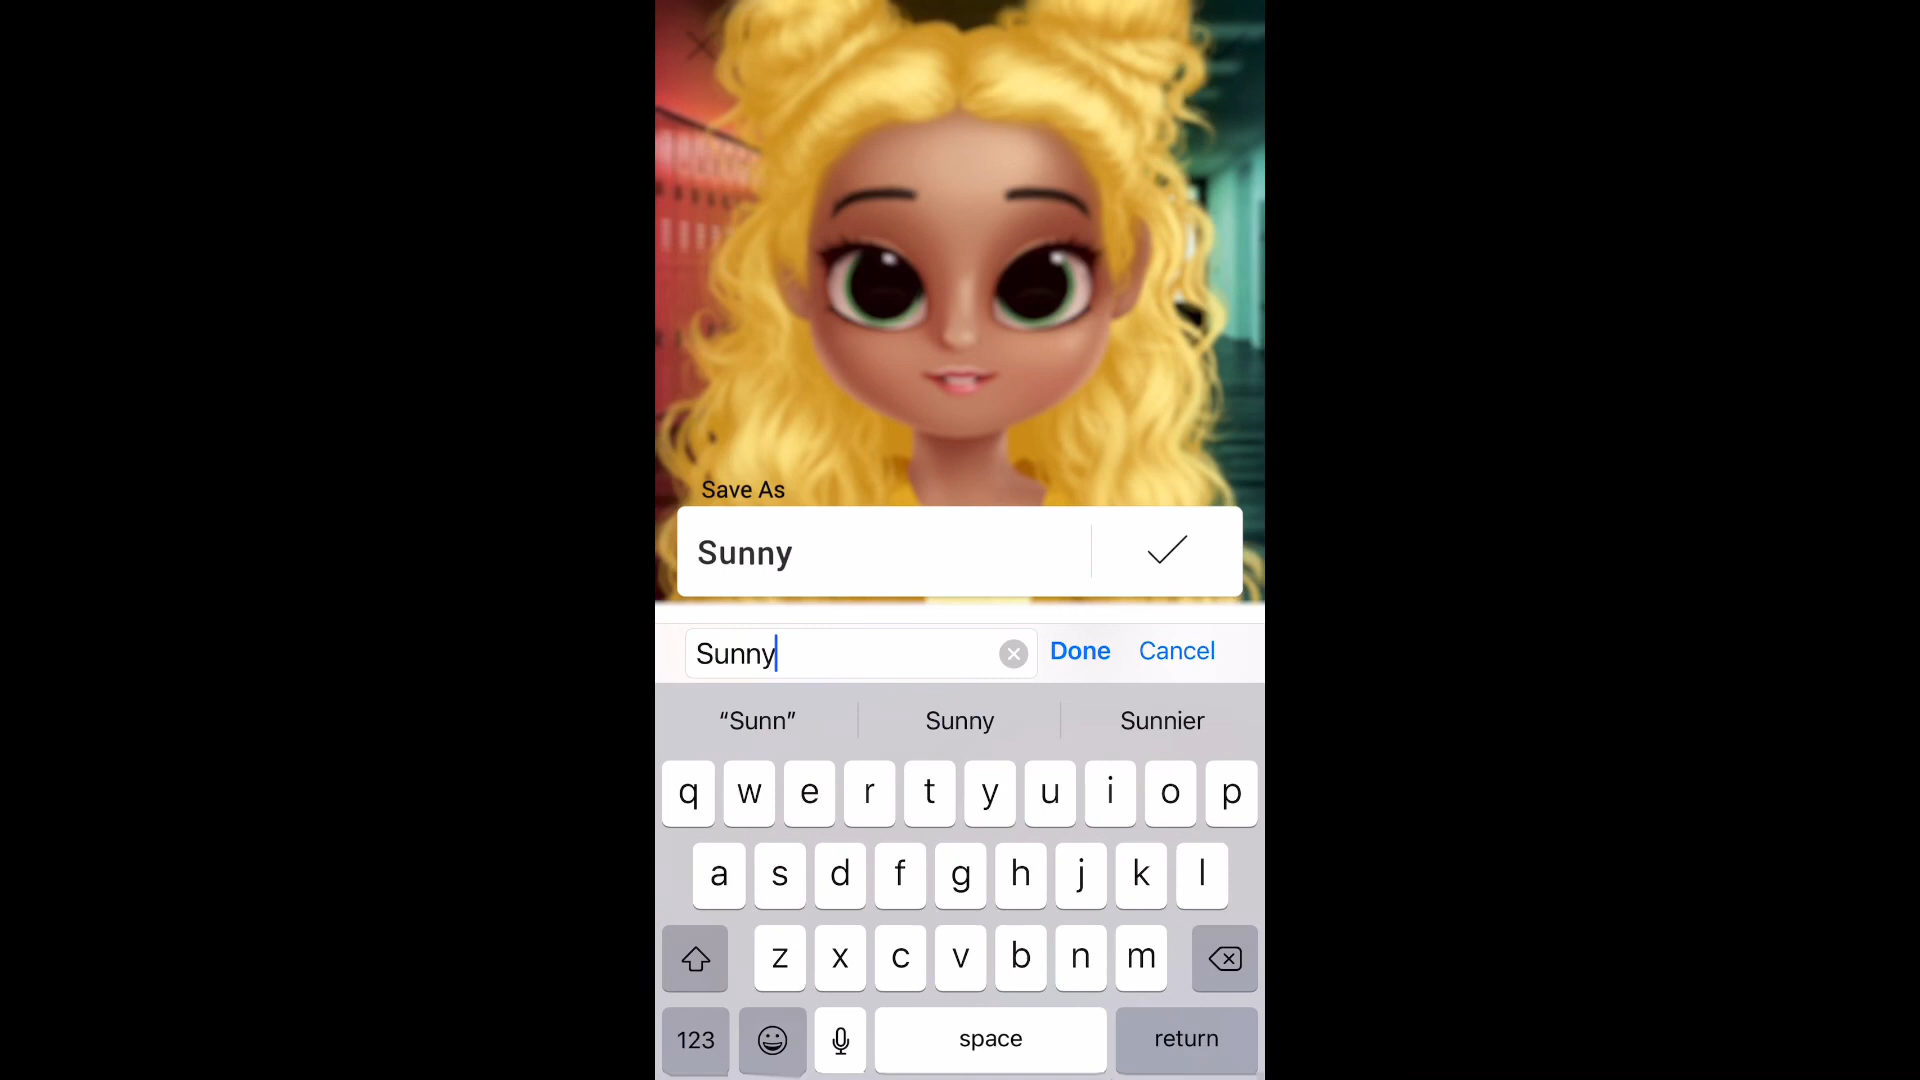 Save As
Sunny
Sunny Done Cancel
“Sunn” Sunny Sunnier
q w e r t y u i o p
a s d f g h j k l
z x c v b n m
123 space return